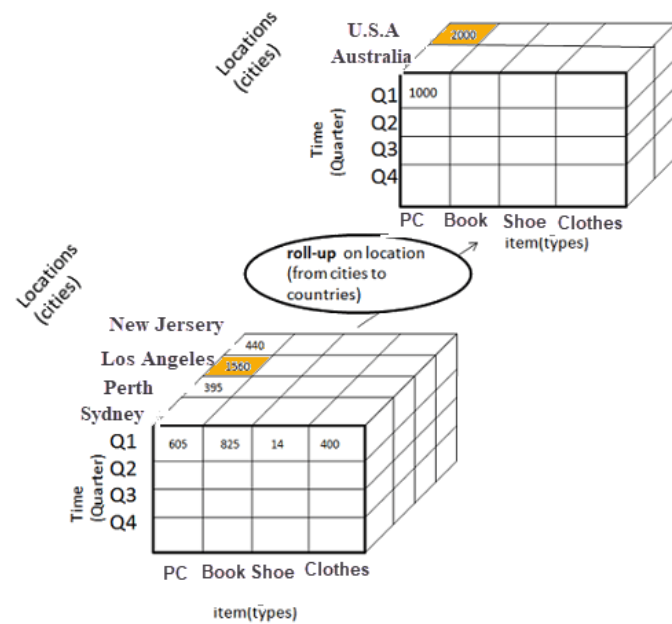 Locations
(cities)
U.S.A
Australia
2000
Time
(Quarter)
Q1
Q2
Q3
Q4
1000
PC Book Shoe Clothes
item(types)
roll-up on location
(from cities to
countries)
Locations
(cities)
New Jersery
Los Angeles
Perth
Sydney
440
1560
395
Time
(Quarter)
Q1
Q2
Q3
Q4
605 825 14 400
PC Book Shoe Clothes
item(types)